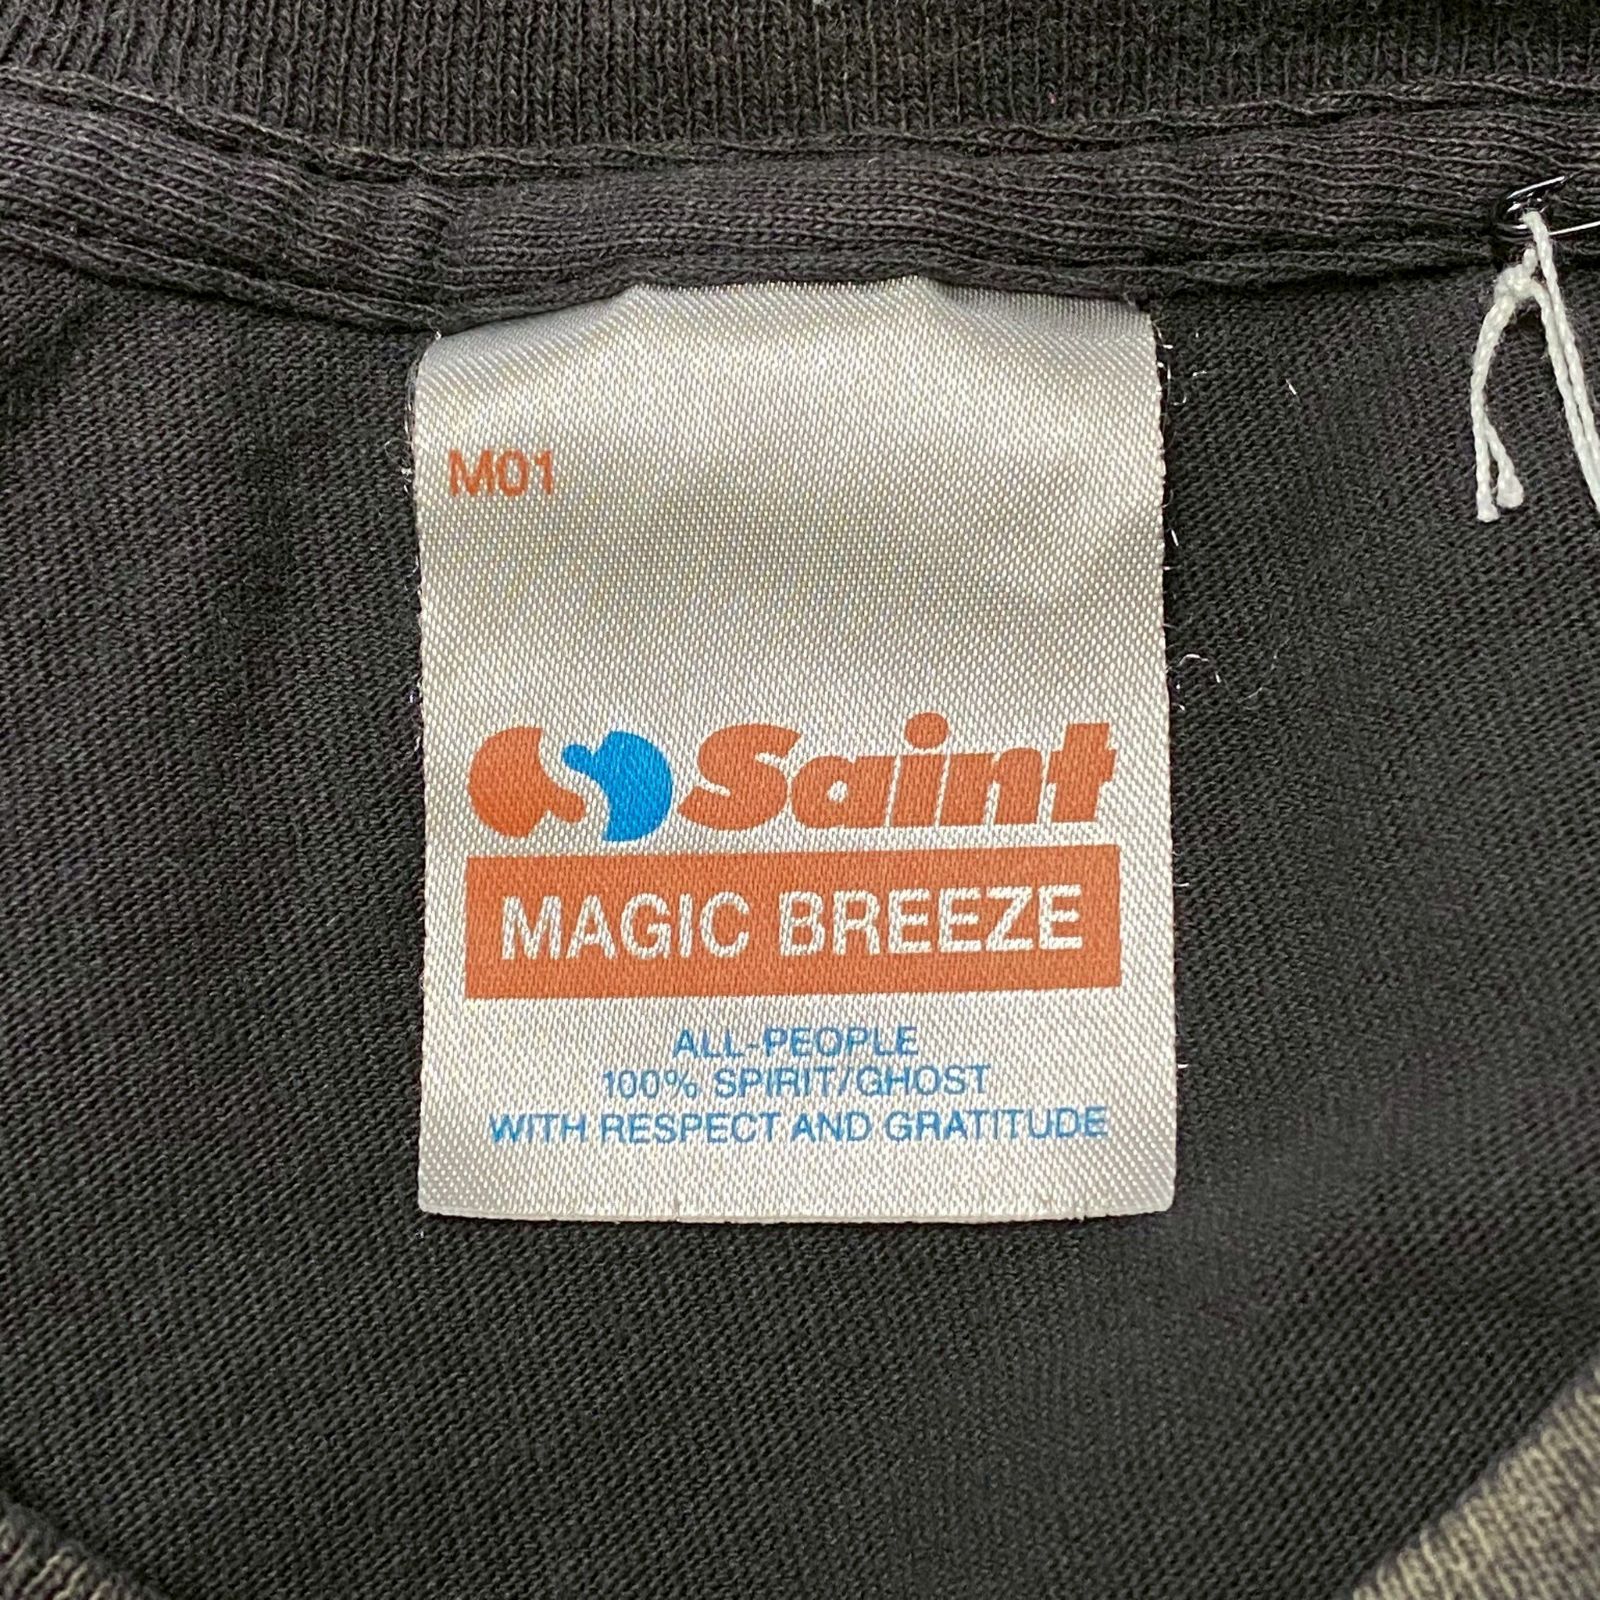 M01
Saint
MAGIC BREEZE
ALL-PEOPLE
100% SPIRIT/GHOST
WITH RESPECT AND GRATITUDE